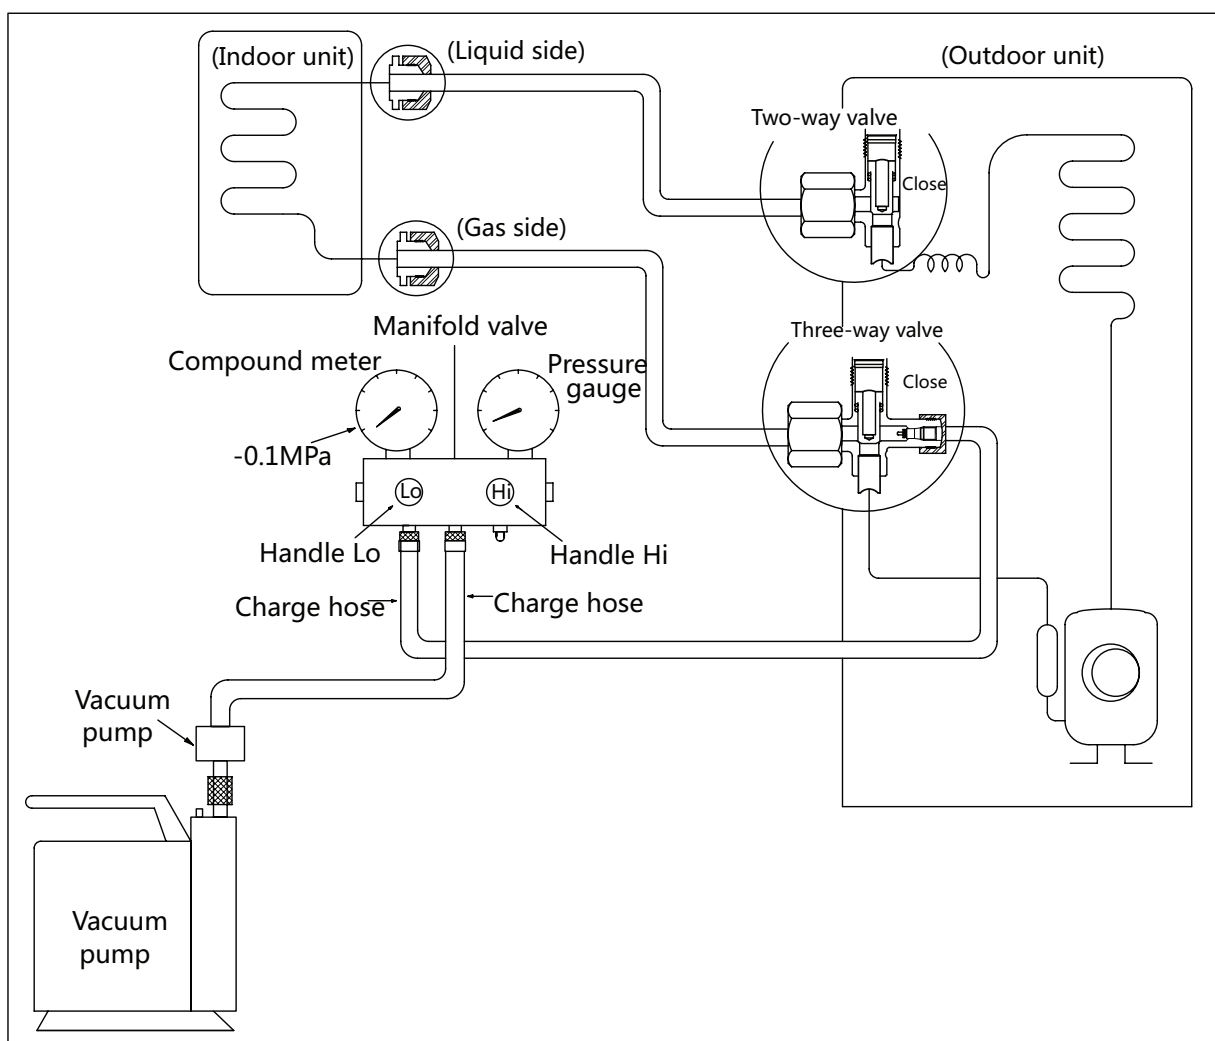 (Indoor unit)
(Liquid side)
(Outdoor unit)
Two-way valve
Close
(Gas side)
Manifold valve
Three-way valve
Compound meter
Pressure
gauge
Close
-0.1MPa
Lo
Hi
Handle Lo
Handle Hi
Charge hose
Charge hose
Vacuum
pump
Vacuum
pump